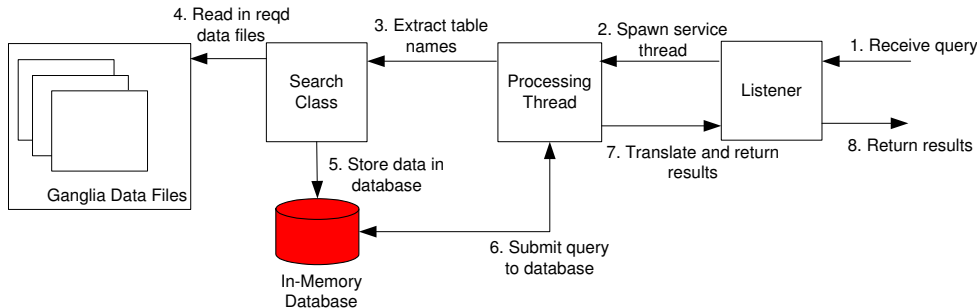 4. Read in reqd
data files
3. Extract table
names
2. Spawn service
thread
1. Receive query
Search
Class
Processing
Thread
Listener
Ganglia Data Files
5. Store data in
database
7. Translate and return
results
8. Return results
6. Submit query
to database
In-Memory
Database